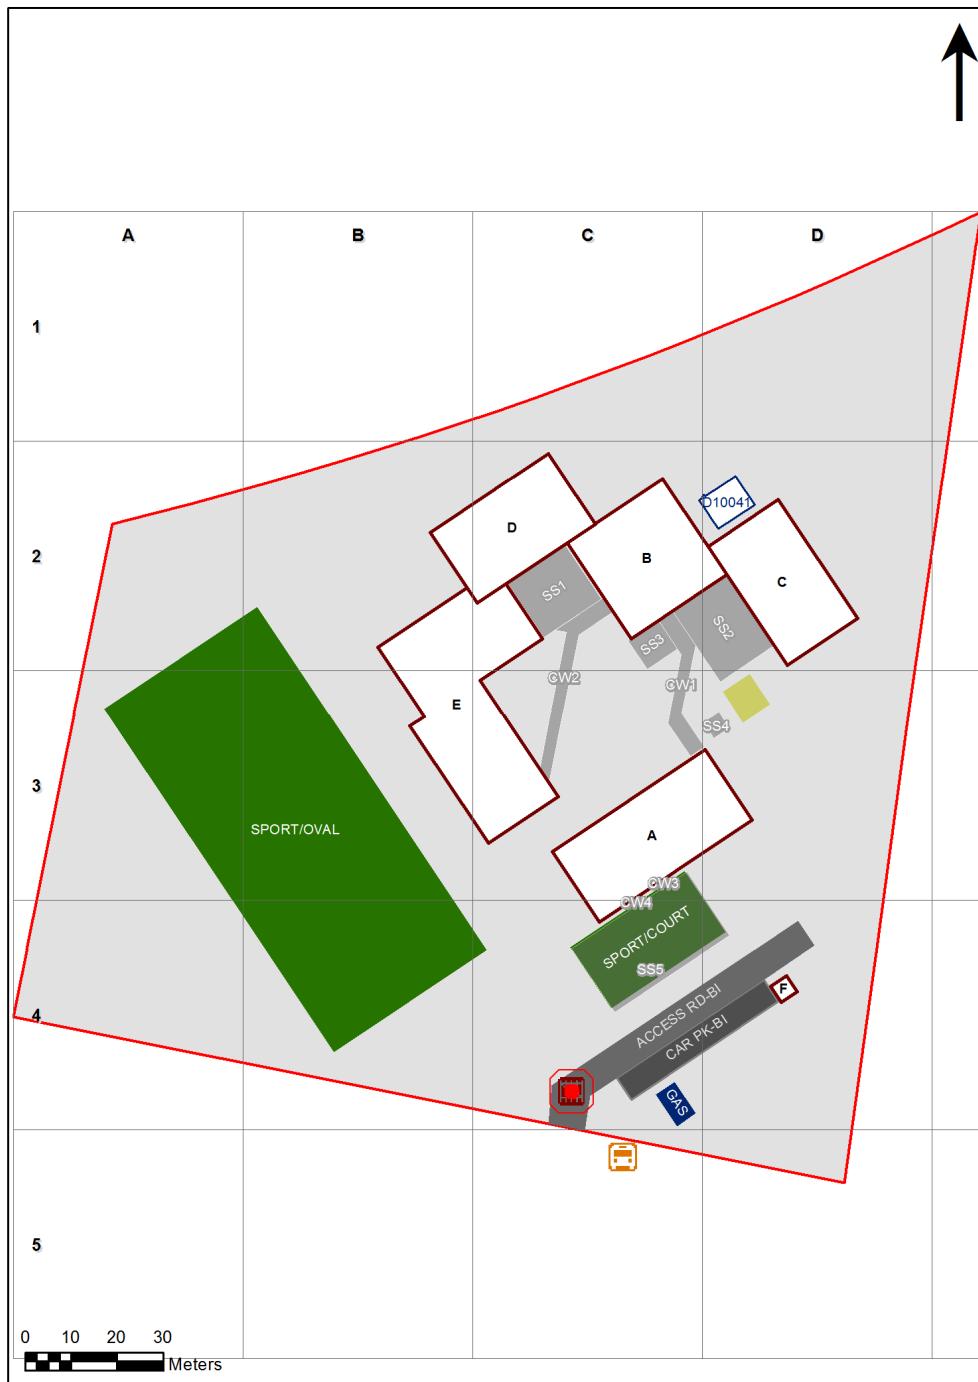 A
B
C
D
1
D10041
D
B
2
C
SS1
SS2
SS3
CW2
CW1
E
SS4
3
SPORT/OVAL
A
CW3
CW4
SPORT/COURT
SS5
F
4
ACCESS RD-BI
CAR PK-BI
GAS
5
0 10 20 30
Meters